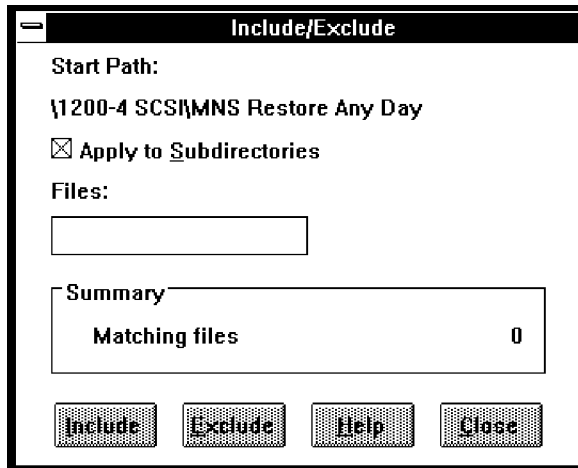 Include/Exclude
Start Path:
\1200-4 SCSI\MNS Restore Any Day
Apply to Subdirectories
Files:
Summary
Matching files 0
Include Exclude Help Close